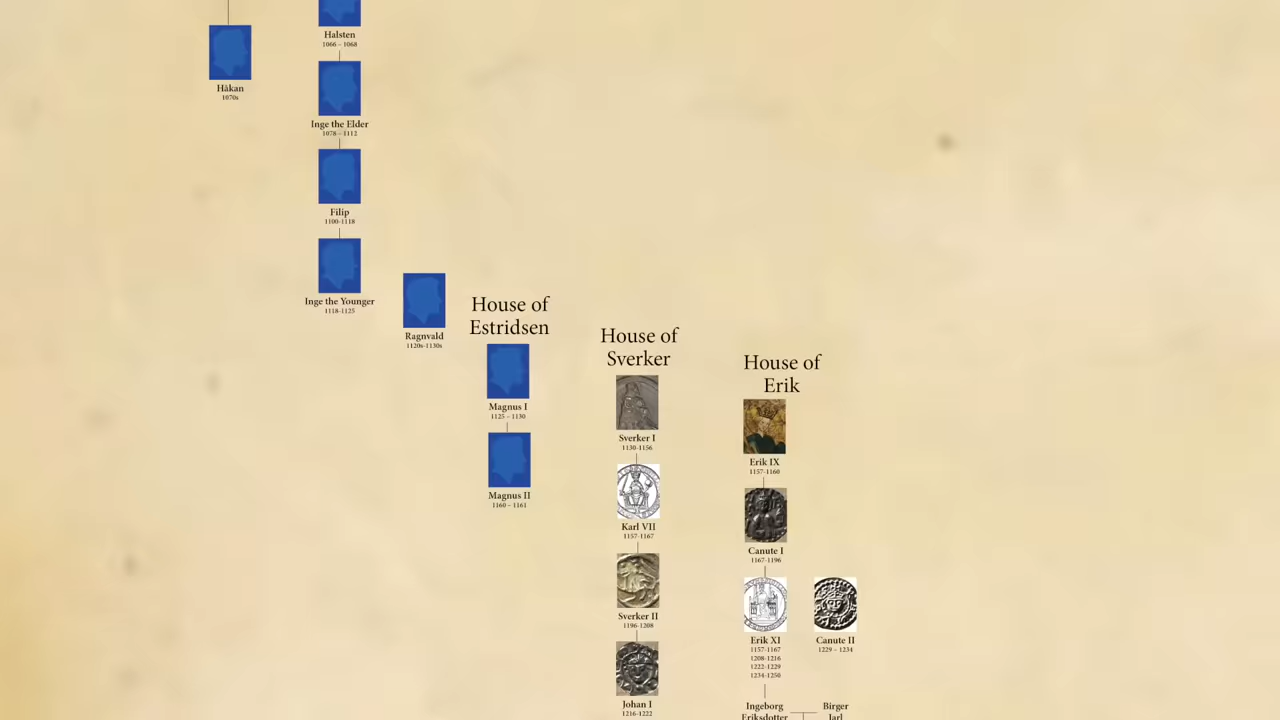 Håkan
1070s
Halsten
1066 – 1068
Inge the Elder
1078 – 1112
Filip
1100-1118
Inge the Younger
1118-1125
Ragnvald
1120s-1130s
House of
Estridsen
Magnus I
1125 – 1130
Magnus II
1160 – 1161
House of
Sverker
Sverker I
1130-1156
Karl VII
1157-1167
Sverker II
1196-1208
Johan I
1216-1222
House of
Erik
Erik IX
1157-1160
Canute I
1167-1196
Erik XI
1157-1167
1208-1216
1222-1229
1234-1250
Canute II
1229 – 1234
Ingeborg
Eriksdotter
Birger
Jarl